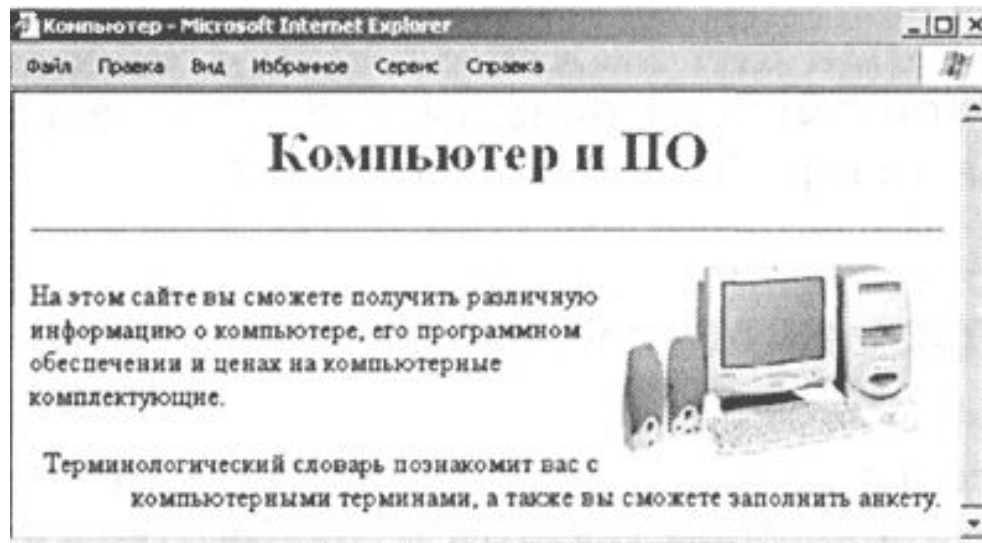 Компьютер - Microsoft Internet Explorer
Файл Правка Вид Избранное Сервис Справка
Компьютер и ПО
На этом сайте вы сможете получить различную
информацию о компьютере, его программном
обеспечении и ценах на компьютерные
комплектующие.
Терминологический словарь познакомит вас с
компьютерными терминами, а также вы сможете заполнить анкету.